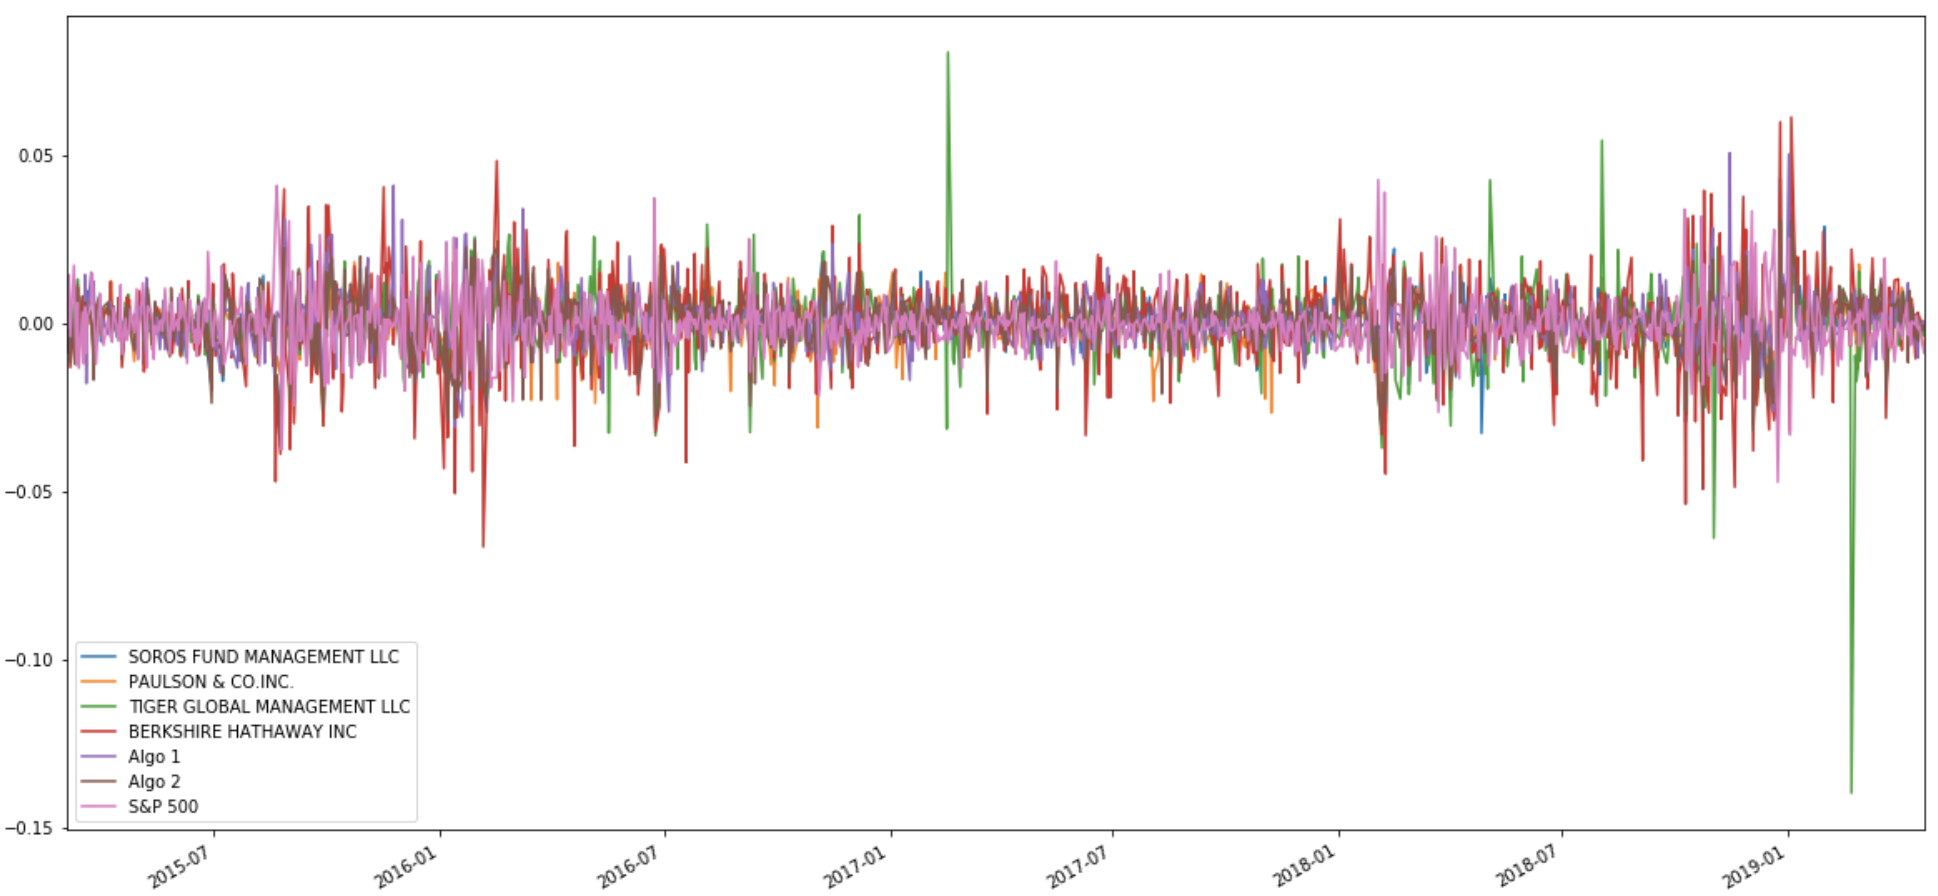 0.05
0.00
−0.05
−0.10
−0.15
SOROS FUND MANAGEMENT LLC
PAULSON & CO.INC.
TIGER GLOBAL MANAGEMENT LLC
BERKSHIRE HATHAWAY INC
Algo 1
Algo 2
S&P 500
2015-07
2016-01
2016-07
2017-01
2017-07
2018-01
2018-07
2019-01